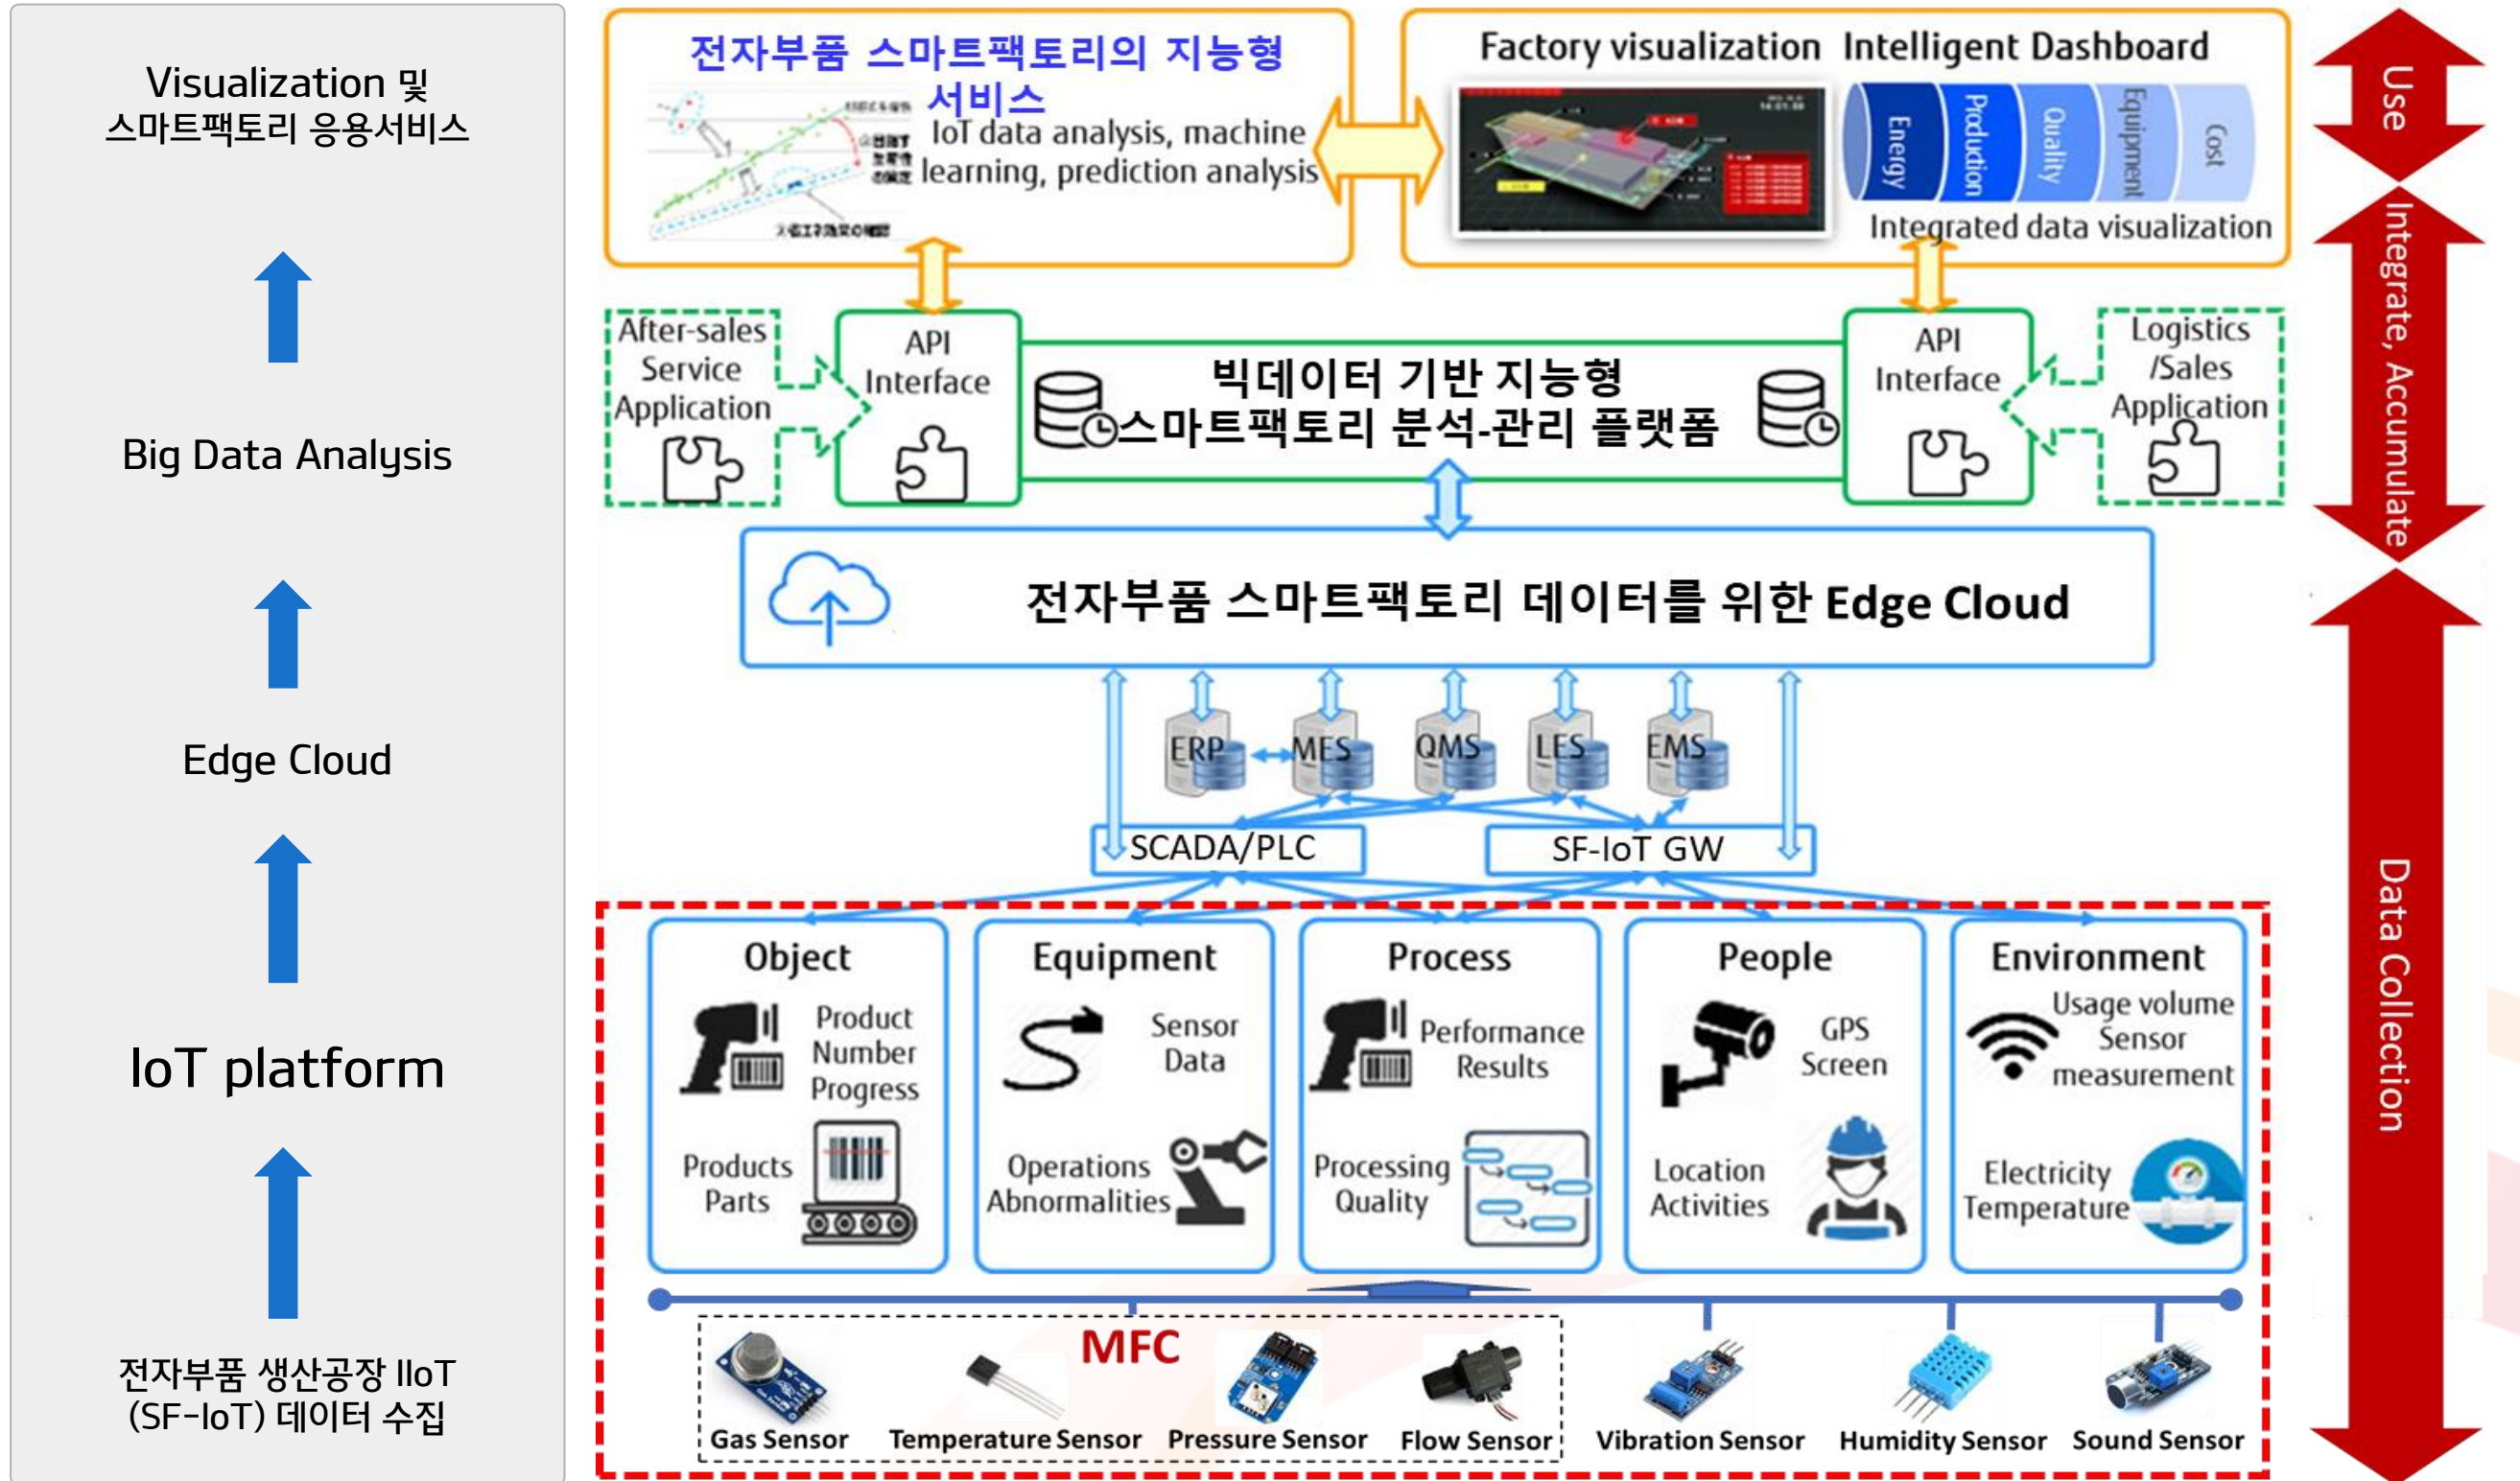 Visualization 및
스마트팩토리 응용서비스
Big Data Analysis
Edge Cloud
IoT platform
전자부품 생산공장 IIoT
(SF-IoT) 데이터 수집
전자부품 스마트팩토리의 지능형
서비스
IoT data analysis, machine
learning, prediction analysis
Factory visualization
Intelligent Dashboard
Energy
Production
Quality
Equipment
Cost
Integrated data visualization
After-sales
Service
Application
API
Interface
빅데이터 기반 지능형
스마트팩토리 분석-관리 플랫폼
API
Interface
Logistics
/Sales
Application
전자부품 스마트팩토리 데이터를 위한 Edge Cloud
ERP
MES
QMS
LES
EMS
SCADA/PLC
SF-IoT GW
Object
Product
Number
Progress
Products
Parts
Equipment
Sensor
Data
Operations
Abnormalities
Process
Performance
Results
Processing
Quality
People
GPS
Screen
Location
Activities
Environment
Usage volume
Sensor
measurement
Electricity
Temperature
MFC
Gas Sensor
Temperature Sensor
Pressure Sensor
Flow Sensor
Vibration Sensor
Humidity Sensor
Sound Sensor
Use
Integrate, Accumulate
Data Collection